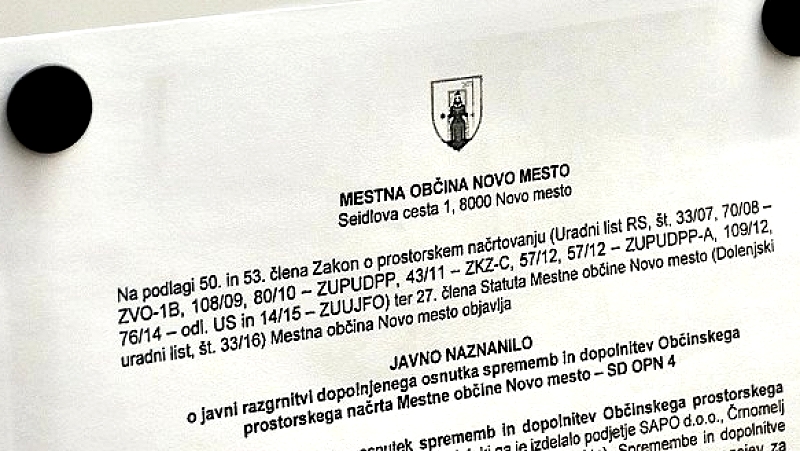 MESTNA OBČINA NOVO MESTO
Seidlova cesta 1, 8000 Novo mesto
Na podlagi 50. in 53. člena Zakon o prostorskem načrtovanju (Uradni list RS, št. 33/07, 70/08 –
ZVO-1B, 108/09, 80/10 – ZUPUDPP, 43/11 – ZKZ-C, 57/12, 57/12 – ZUPUDPP-A, 109/12,
76/14 – odl. US in 14/15 – ZUUJFO) ter 27. člena Statuta Mestne občine Novo mesto (Dolenjski
uradni list, št. 33/16) Mestna občina Novo mesto objavlja
JAVNO NAZNANILO
o javni razgrnitvi dopolnjenega osnutka sprememb in dopolnitev Občinskega
prostorskega načrta Mestne občine Novo mesto – SD OPN 4
osnutek sprememb in dopolnitev Občinskega prostorskega
ki ga je izdelalo podjetje SAPO d.o.o., Črnomelj
Spremembe in dopolnitve
za